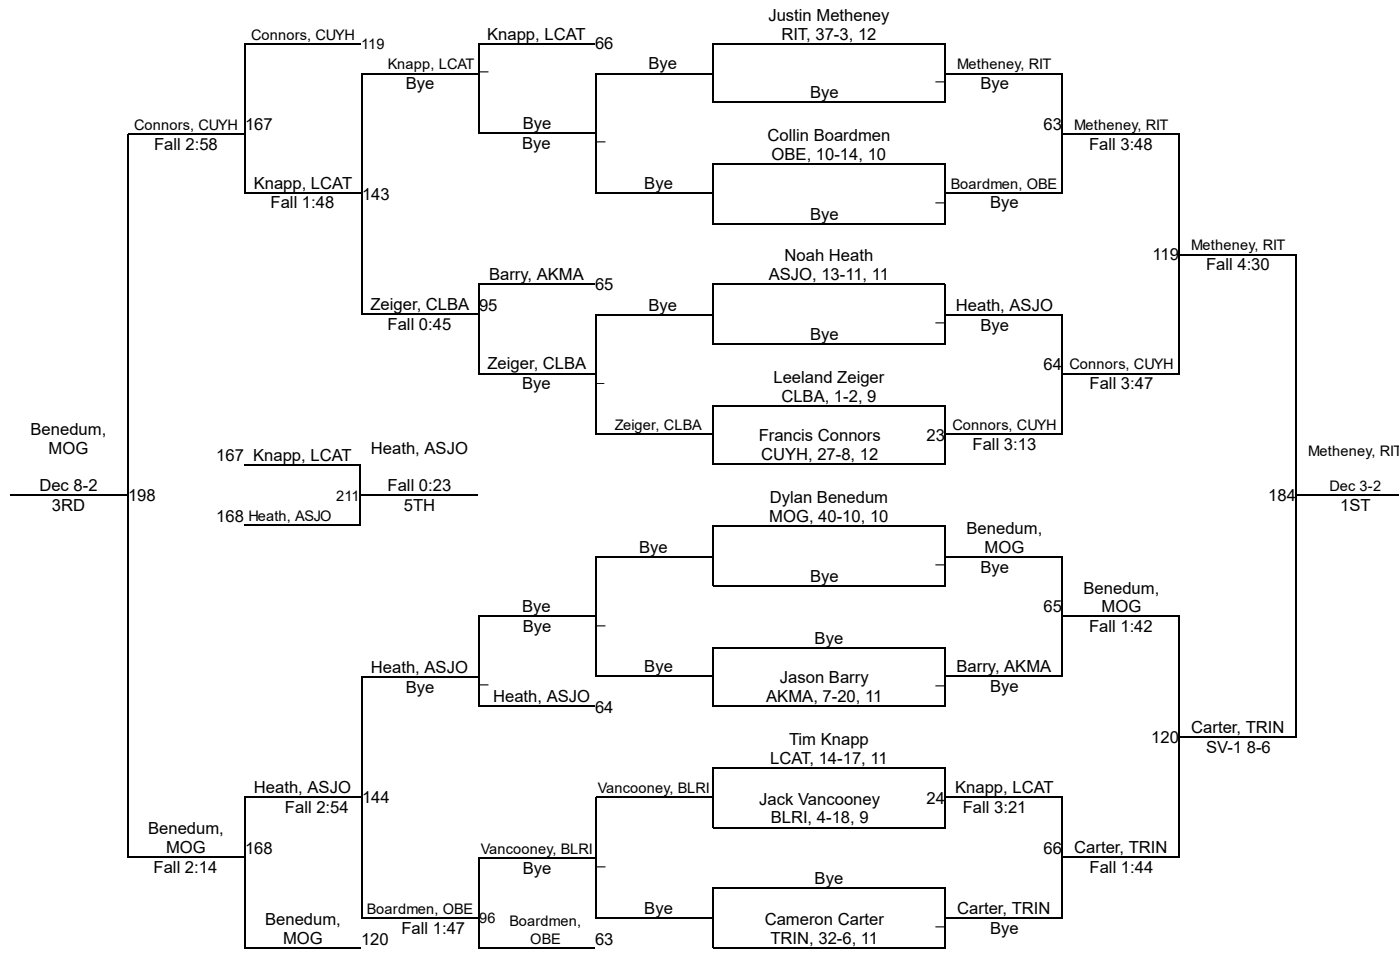 Justin Metheney
RIT, 37-3, 12
Bye
Collin Boardmen
OBE, 10-14, 10
Bye
Noah Heath
ASJO, 13-11, 11
Bye
Leeland Zeiger
CLBA, 1-2, 9
Francis Connors
CUYH, 27-8, 12
23
Dylan Benedum
MOG, 40-10, 10
Bye
Bye
Jason Barry
AKMA, 7-20, 11
Tim Knapp
LCAT, 14-17, 11
Jack Vancooney
BLRI, 4-18, 9
24
Bye
Cameron Carter
TRIN, 32-6, 11
Metheney, RIT
Bye
63
Boardmen, OBE
Bye
Heath, ASJO
Bye
64
Connors, CUYH
Fall 3:13
Benedum,
MOG
Bye
65
Barry, AKMA
Bye
Knapp, LCAT
Fall 3:21
66
Carter, TRIN
Bye
Metheney, RIT
Fall 3:48
119
Connors, CUYH
Fall 3:47
Benedum,
MOG
Fall 1:42
120
Carter, TRIN
Fall 1:44
Metheney, RIT
Fall 4:30
184
Carter, TRIN
SV-1 8-6
Metheney, RIT
Dec 3-2
1ST
Bye
Bye
Bye
Zeiger, CLBA
Bye
Bye
Vancooney, BLRI
Bye
Knapp, LCAT
66
Bye
Bye
Barry, AKMA
65
95
Zeiger, CLBA
Bye
Bye
Bye
Heath, ASJO
64
Vancooney, BLRI
Bye
96
Boardmen,
OBE
63
Knapp, LCAT
Bye
143
Zeiger, CLBA
Fall 0:45
Heath, ASJO
Bye
144
Boardmen, OBE
Fall 1:47
Connors, CUYH
119
167
Knapp, LCAT
Fall 1:48
Heath, ASJO
Fall 2:54
168
Benedum,
MOG
120
Connors, CUYH
Fall 2:58
198
Benedum,
MOG
Fall 2:14
Benedum,
MOG
Dec 8-2
3RD
167 Knapp, LCAT
211
168 Heath, ASJO
Heath, ASJO
Fall 0:23
5TH